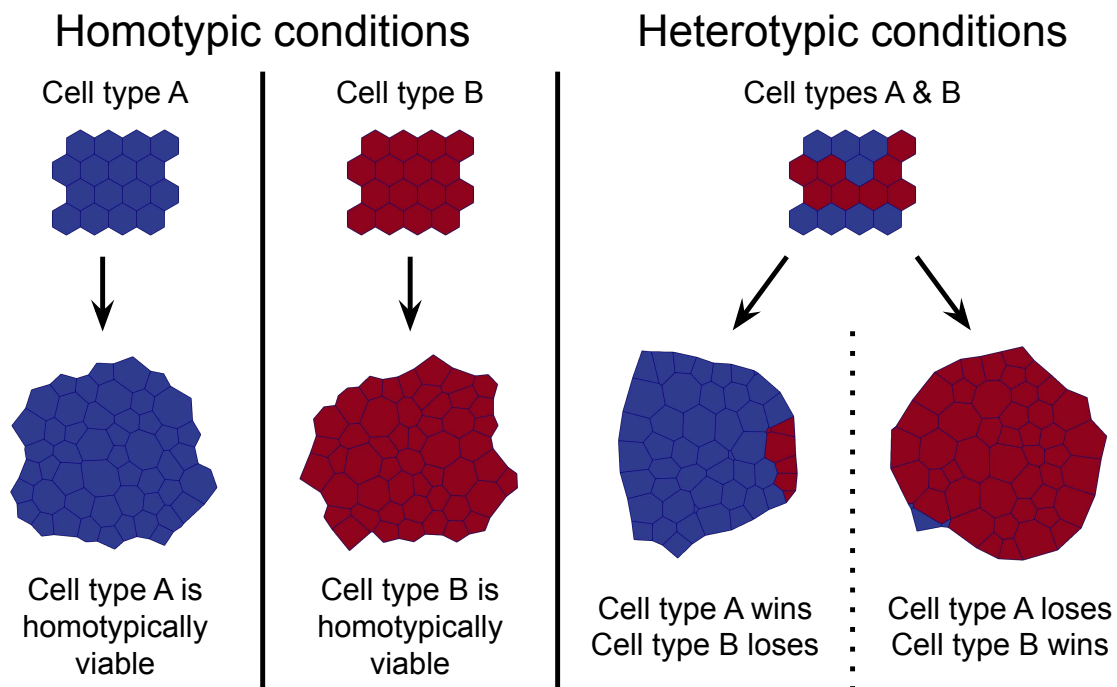 Homotypic conditions
Heterotypic conditions
Cell type A
Cell type B
Cell types A & B
Cell type A is
homotypically
viable
Cell type B is
homotypically
viable
Cell type A wins
Cell type B loses
Cell type A loses
Cell type B wins